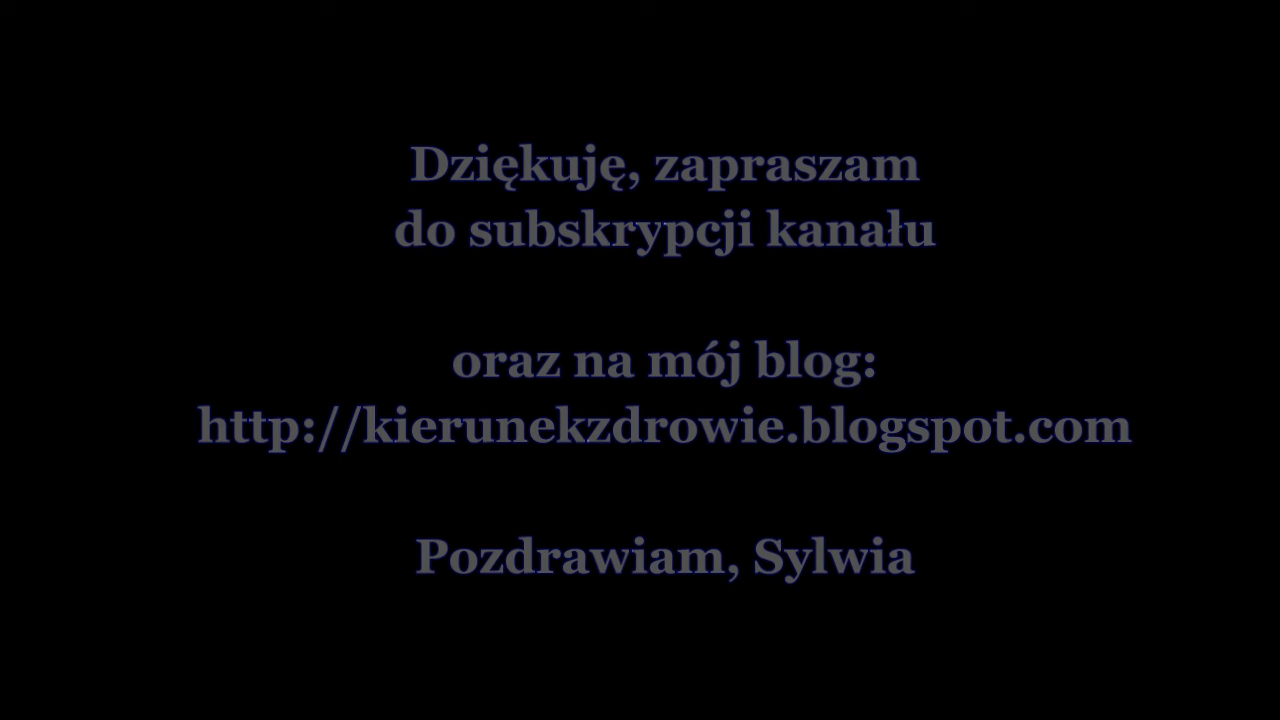 Dziękuję, zapraszam
do subskrypcji kanału
oraz na mój blog:
http://kierunekzdrowie.blogspot.com
Pozdrawiam, Sylwia